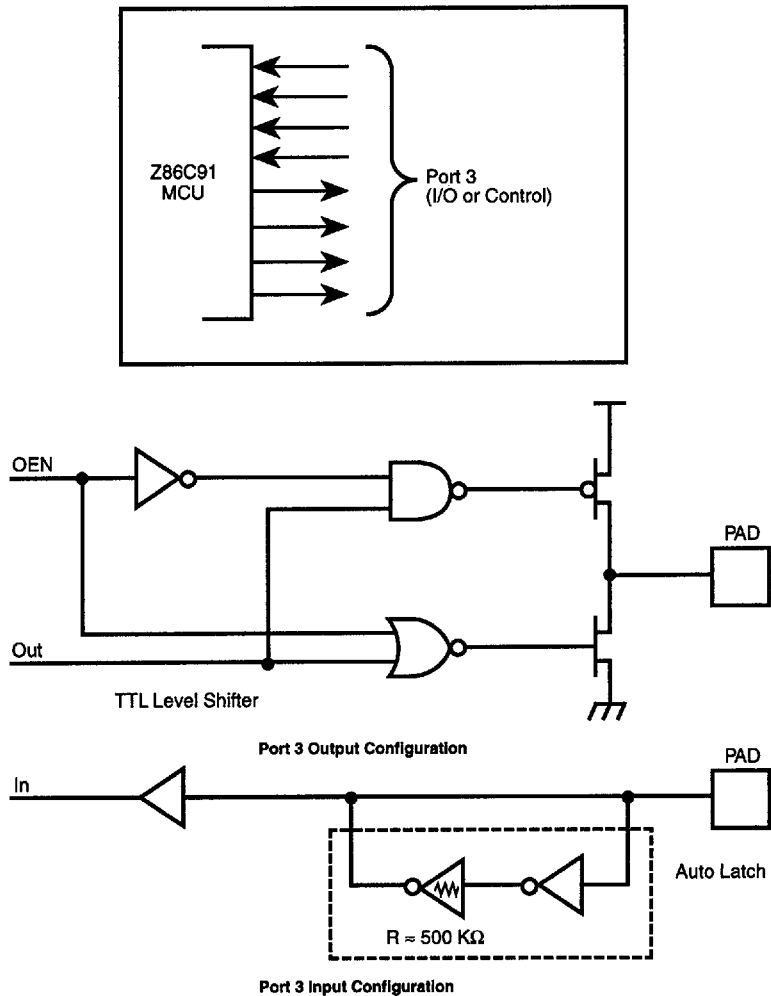 Z86C91
MCU
Port 3
(I/O or Control)
OEN
PAD
Out
TTL Level Shifter
Port 3 Output Configuration
In
PAD
Auto Latch
R ≈ 500 KΩ
Port 3 Input Configuration